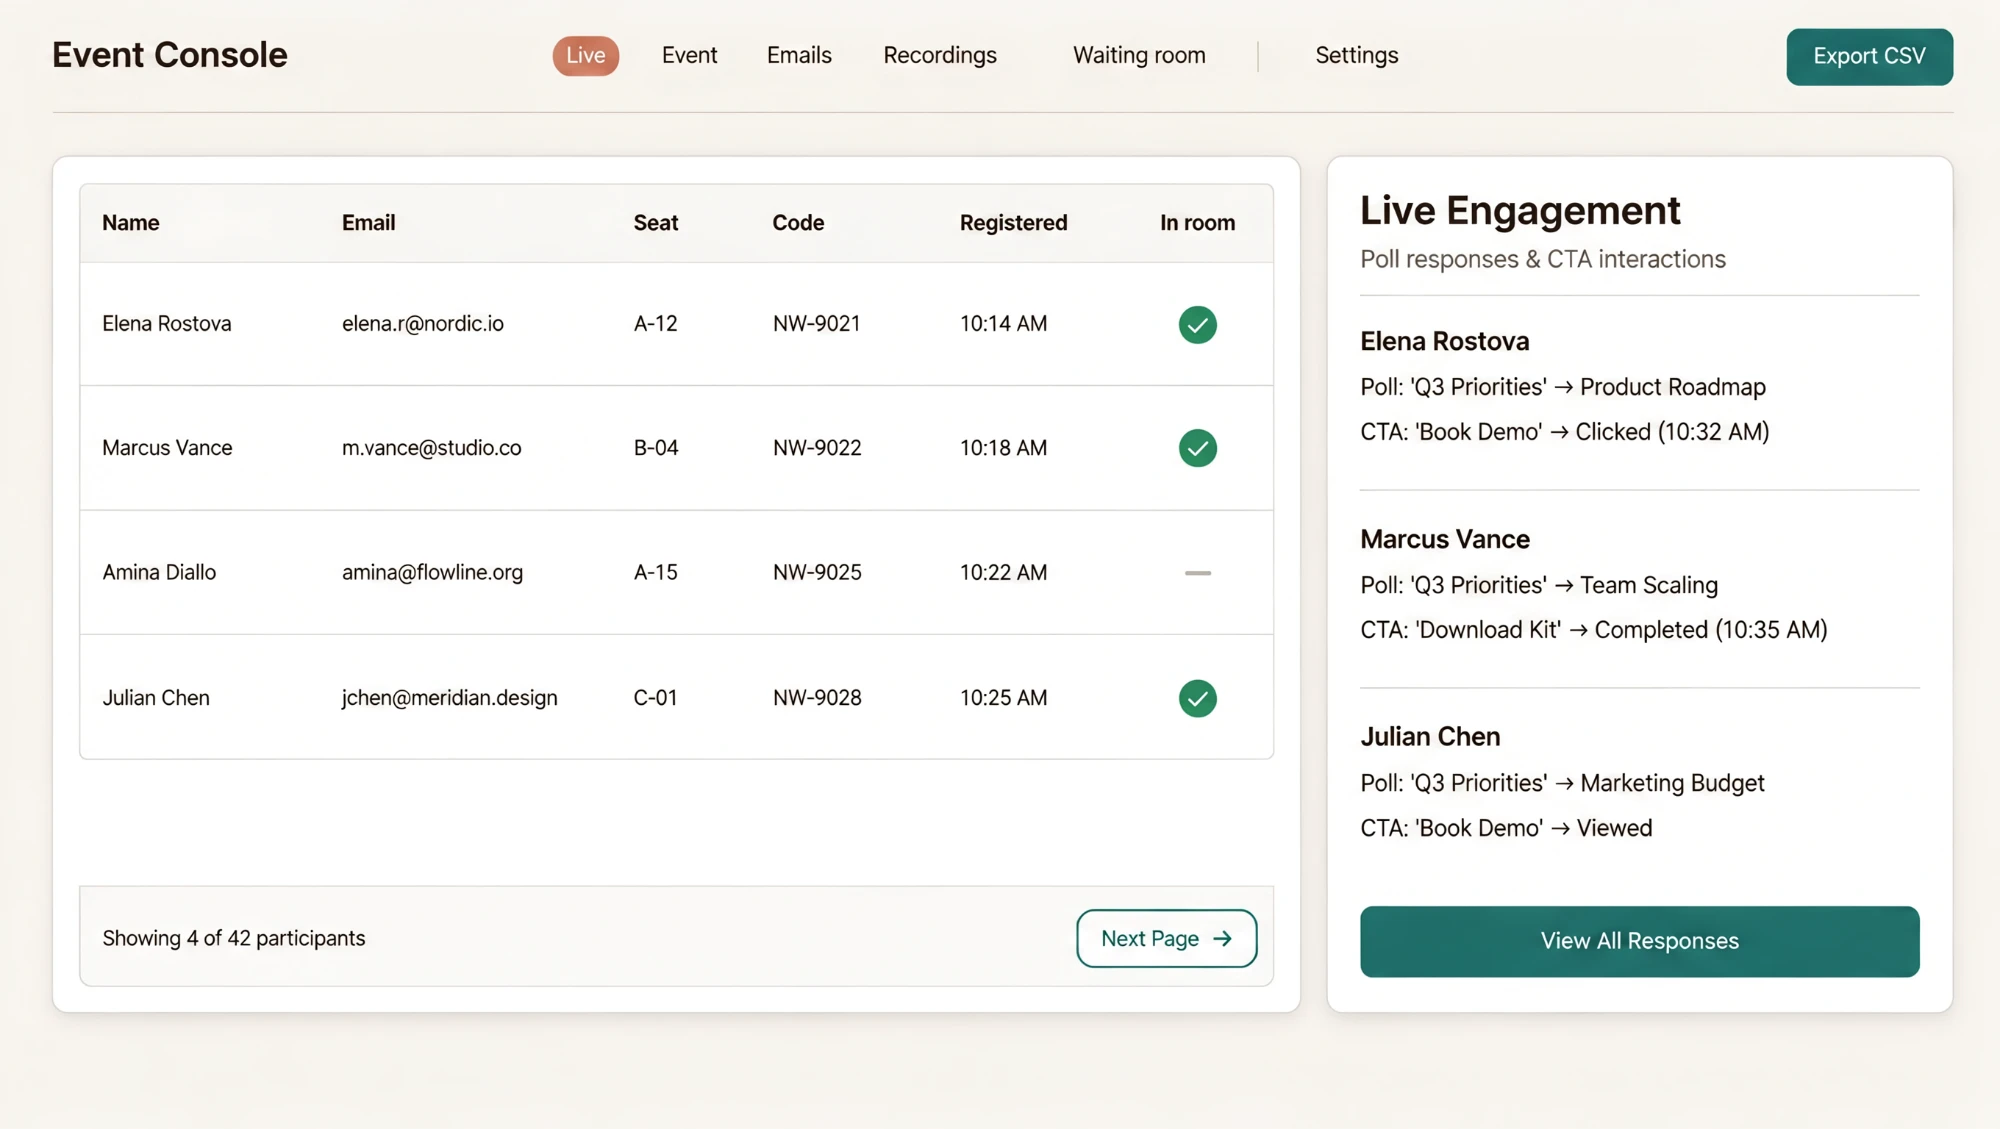 Event Console
Live Event Emails Recordings Waiting room Settings
Export CSV
Name Email Seat Code Registered In room
Elena Rostova elena.r@nordic.io A-12 NW-9021 10:14 AM
Marcus Vance m.vance@studio.co B-04 NW-9022 10:18 AM
Amina Diallo amina@flowline.org A-15 NW-9025 10:22 AM
Julian Chen jchen@meridian.design C-01 NW-9028 10:25 AM
Showing 4 of 42 participants
Next Page →
Live Engagement
Poll responses & CTA interactions
Elena Rostova
Poll: 'Q3 Priorities' → Product Roadmap
CTA: 'Book Demo' → Clicked (10:32 AM)
Marcus Vance
Poll: 'Q3 Priorities' → Team Scaling
CTA: 'Download Kit' → Completed (10:35 AM)
Julian Chen
Poll: 'Q3 Priorities' → Marketing Budget
CTA: 'Book Demo' → Viewed
View All Responses